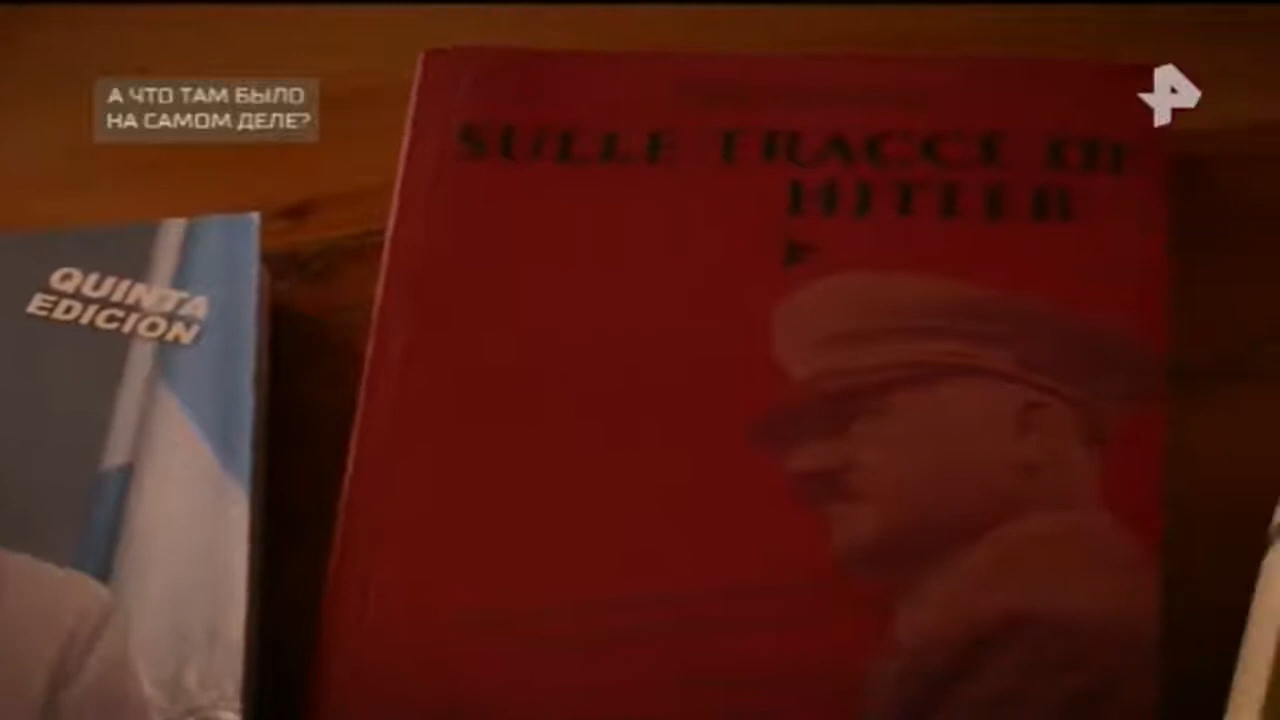 А ЧТО ТАМ БЫЛО
НА САМОМ ДЕЛЕ?
SULLE TRACCE DI
HITLER
QUINTA
EDICION